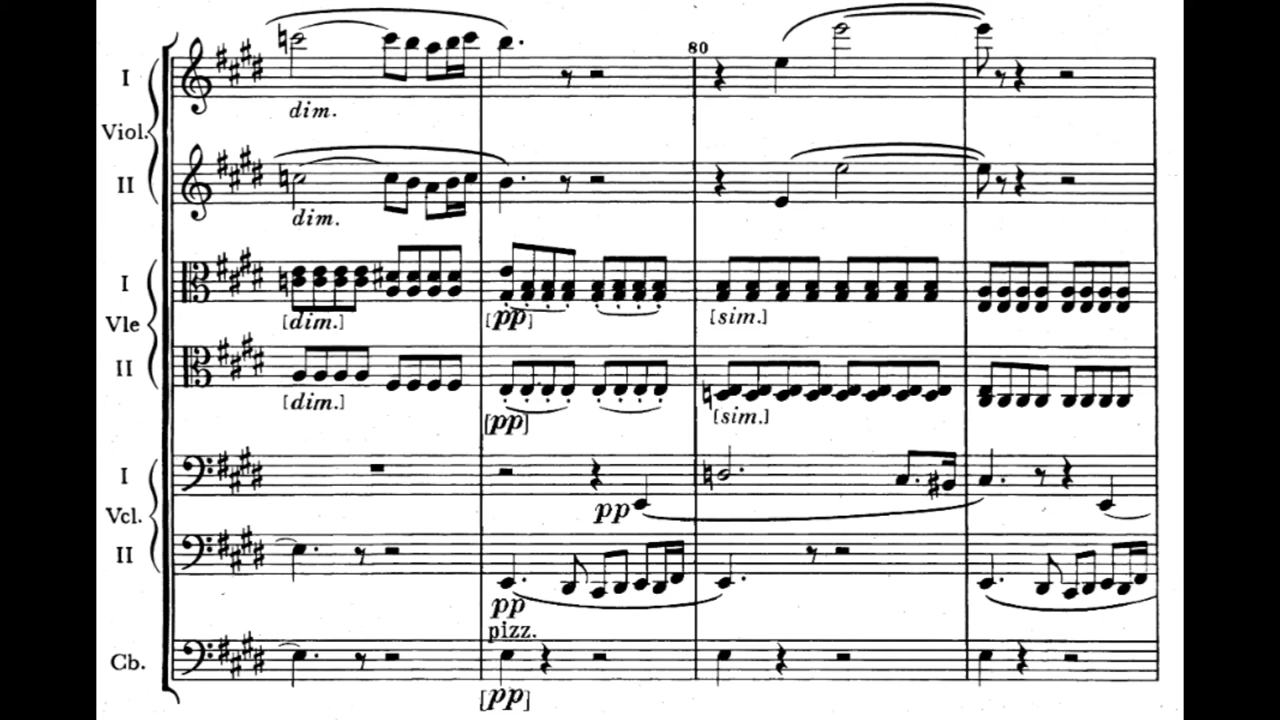 80
I
dim.
Viol.
II
dim.
I
[dim.] [pp] [sim.]
Vle
II
[dim.] [pp] [sim.]
I
pp
Vcl.
II
pp
pizz.
Cb.
[pp]